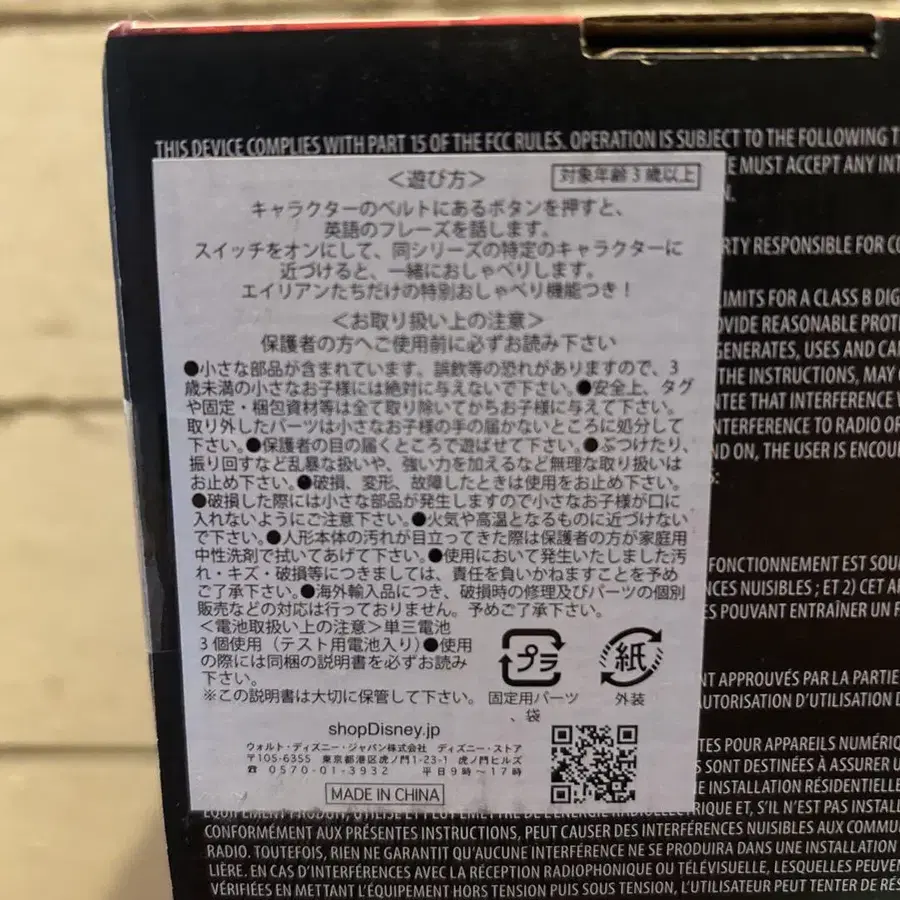 THIS DEVICE COMPLIES WITH PART 15 OF THE FCC RULES. OPERATION IS SUBJECT TO THE FOLLOWING
E MUST ACCEPT ANY
RTY RESPONSIBLE FOR
IMITS FOR A CLASS B
OVIDE REASONABLE
GENERATES, USES AND
THE INSTRUCTIONS, MAY
TEE THAT INTERFERENCE
NTERFERENCE TO RADIO
ND ON, THE USER IS
<遊び方>
対象年齢3歳以上
キャラクターのベルトにあるボタンを押すと、
英語のフレーズを話します。
スイッチをオンにして、同シリーズの特定のキャラクターに
近づけると、一緒におしゃべりします。
エイリアンたちだけの特別おしゃべり機能つき!
<お取り扱い上の注意>
保護者の方へご使用前に必ずお読み下さい
●小さな部品が含まれています。誤飲等の恐れがありますので、3
歳未満の小さなお子様には絶対に与えないで下さい。●安全上、タグ
や固定・梱包資材等は全て取り除いてからお子様に与えて下さい。
取り外したパーツは小さなお子様の手の届かないところに処分して
下さい。●保護者の目の届くところで遊ばせて下さい。●ぶつけたり、
振り回すなど乱暴な扱いや、強い力を加えるなど無理な取り扱いは
お止め下さい。●破損、変形、故障したときは使用をお止め下さい。
●破損した際には小さな部品が発生しますので小さなお子様が口に
入れないようにご注意下さい。●火気や高温となるものに近づけない
で下さい。●人形本体の汚れが目立ってきた際は保護者の方が家庭用
中性洗剤で拭いてあげて下さい。●使用において発生いたしました汚
れ・キズ・破損等につきましては、責任を負いかねますことを予め
ご了承下さい。●海外輸入品につき、破損時の修理及びパーツの個別
販売などの対応は行っておりません。予めご了承下さい。
<電池取扱い上の注意>単三電池
3個使用(テスト用電池入り)●使用
の際には同梱の説明書を必ずお読み
下さい。
※この説明書は大切に保管して下さい。
プラ
固定用パーツ
、袋
紙
外装
shopDisney.jp
ウォルト・ディズニー・ジャパン株式会社 ディズニー・ストア
〒105-6355 東京都港区虎ノ門1-23-1 虎ノ門ヒルズ
☎ 0570-01-3932 平日9時〜17時
MADE IN CHINA
FONCTIONNEMENT EST
NCES NUISIBLES ; ET 2) CET
S POUVANT ENTRAÎNER UN
NT APPROUVÉS PAR LA PARTIE
UTORISATION D'UTILISATION
TES POUR APPAREILS
S SONT DESTINÉES À ASSURER
E INSTALLATION
ÉQUIPEMENT PRODUIT, UTILISE ET PEUT ÉMETTRE DE L'ÉNERGIE RADIOÉLECTRIQUE ET, S'IL N'EST PAS
CONFORMÉMENT AUX PRÉSENTES INSTRUCTIONS, PEUT CAUSER DES INTERFÉRENCES NUISIBLES AUX
RADIO. TOUTEFOIS, RIEN NE GARANTIT QU'AUCUNE INTERFÉRENCE NE SE PRODUIRA DANS UNE INSTALLATION
LIÈRE. EN CAS D'INTERFÉRENCES AVEC LA RÉCEPTION RADIOPHONIQUE OU TÉLÉVISUELLE, LESQUELLES
VÉRIFIÉES EN METTANT L'ÉQUIPEMENT HORS TENSION PUIS SOUS TENSION, L'UTILISATEUR PEUT TENTER DE